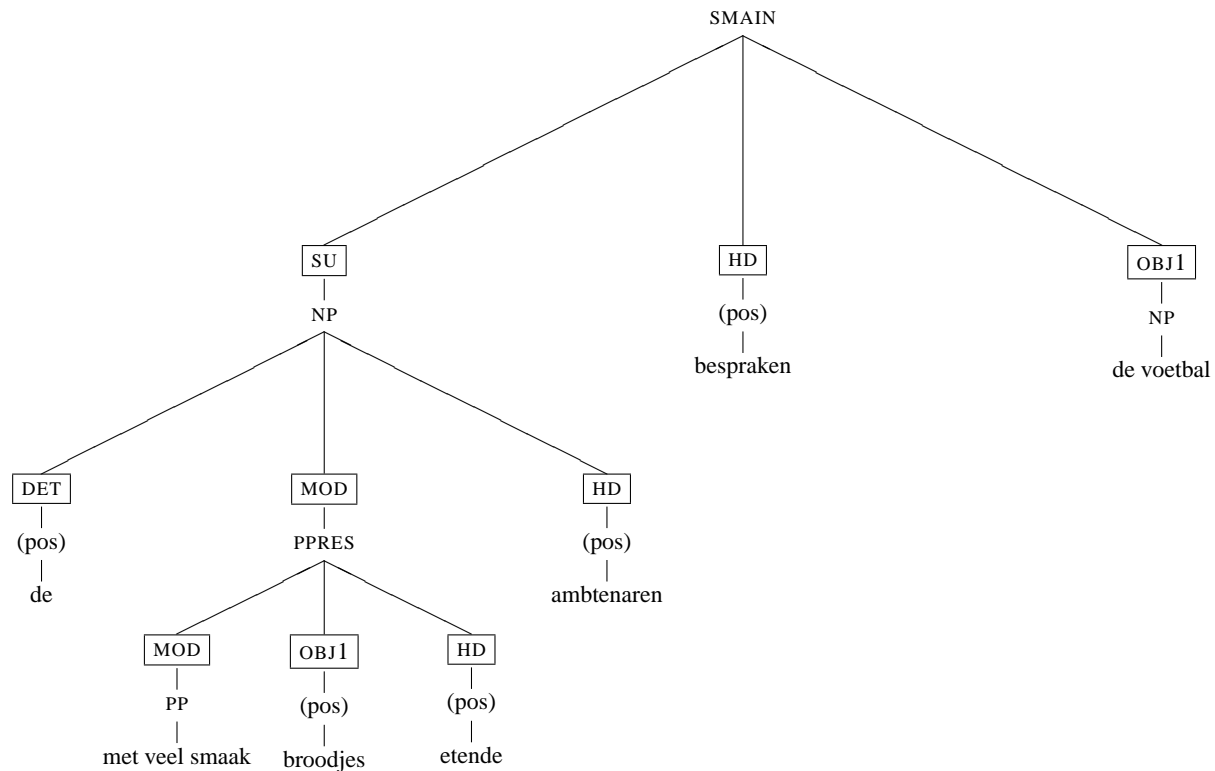 SMAIN
SU HD OBJ1
NP (pos) NP
bespraken de voetbal
DET MOD HD
(pos) PPRES (pos)
de ambtenaren
MOD OBJ1 HD
PP (pos) (pos)
met veel smaak broodjes etende